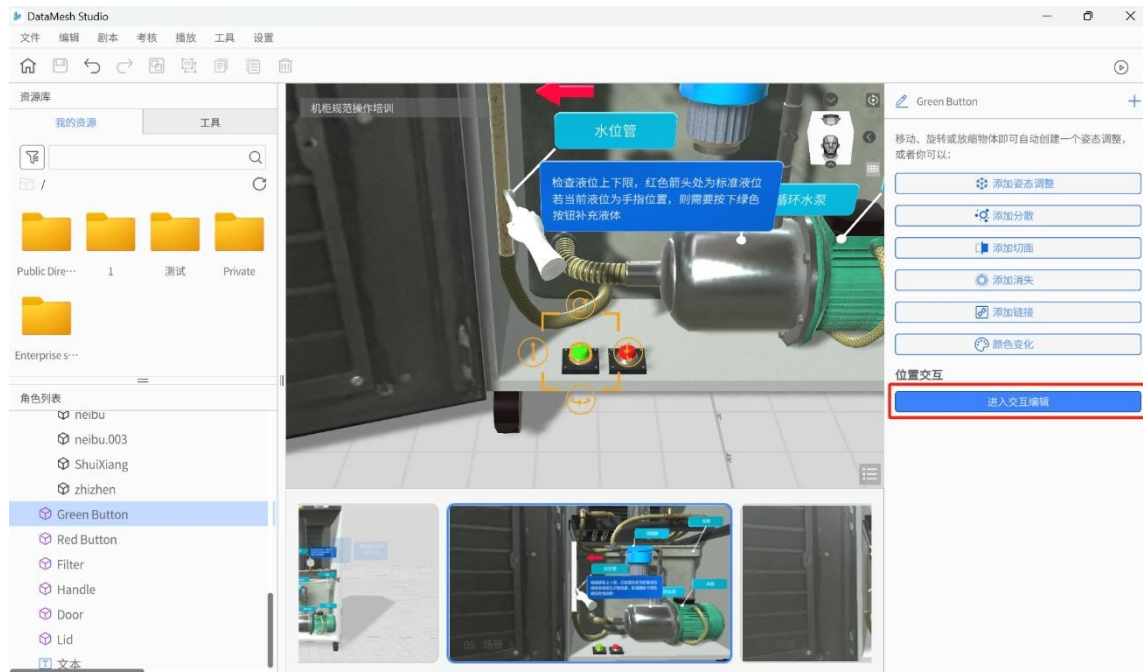 DataMesh Studio
文件 编辑 剧本 考核 播放 工具 设置
资源库
我的资源 工具
/
Public Dire··· 1 测试 Private
Enterprise s···
角色列表
neibu
neibu.003
ShuiXiang
zhizhen
Green Button
Red Button
Filter
Handle
Door
Lid
文本
机柜规范操作培训
水位管
检查液位上下限，红色箭头处为标准液位
若当前液位为手指位置，则需要按下绿色
按钮补充液体
循环水泵
05 场景_5
Green Button
移动、旋转或放缩物体即可自动创建一个姿态调整，
或者你可以：
添加姿态调整
添加分散
添加切面
添加消失
添加链接
颜色变化
位置交互
进入交互编辑